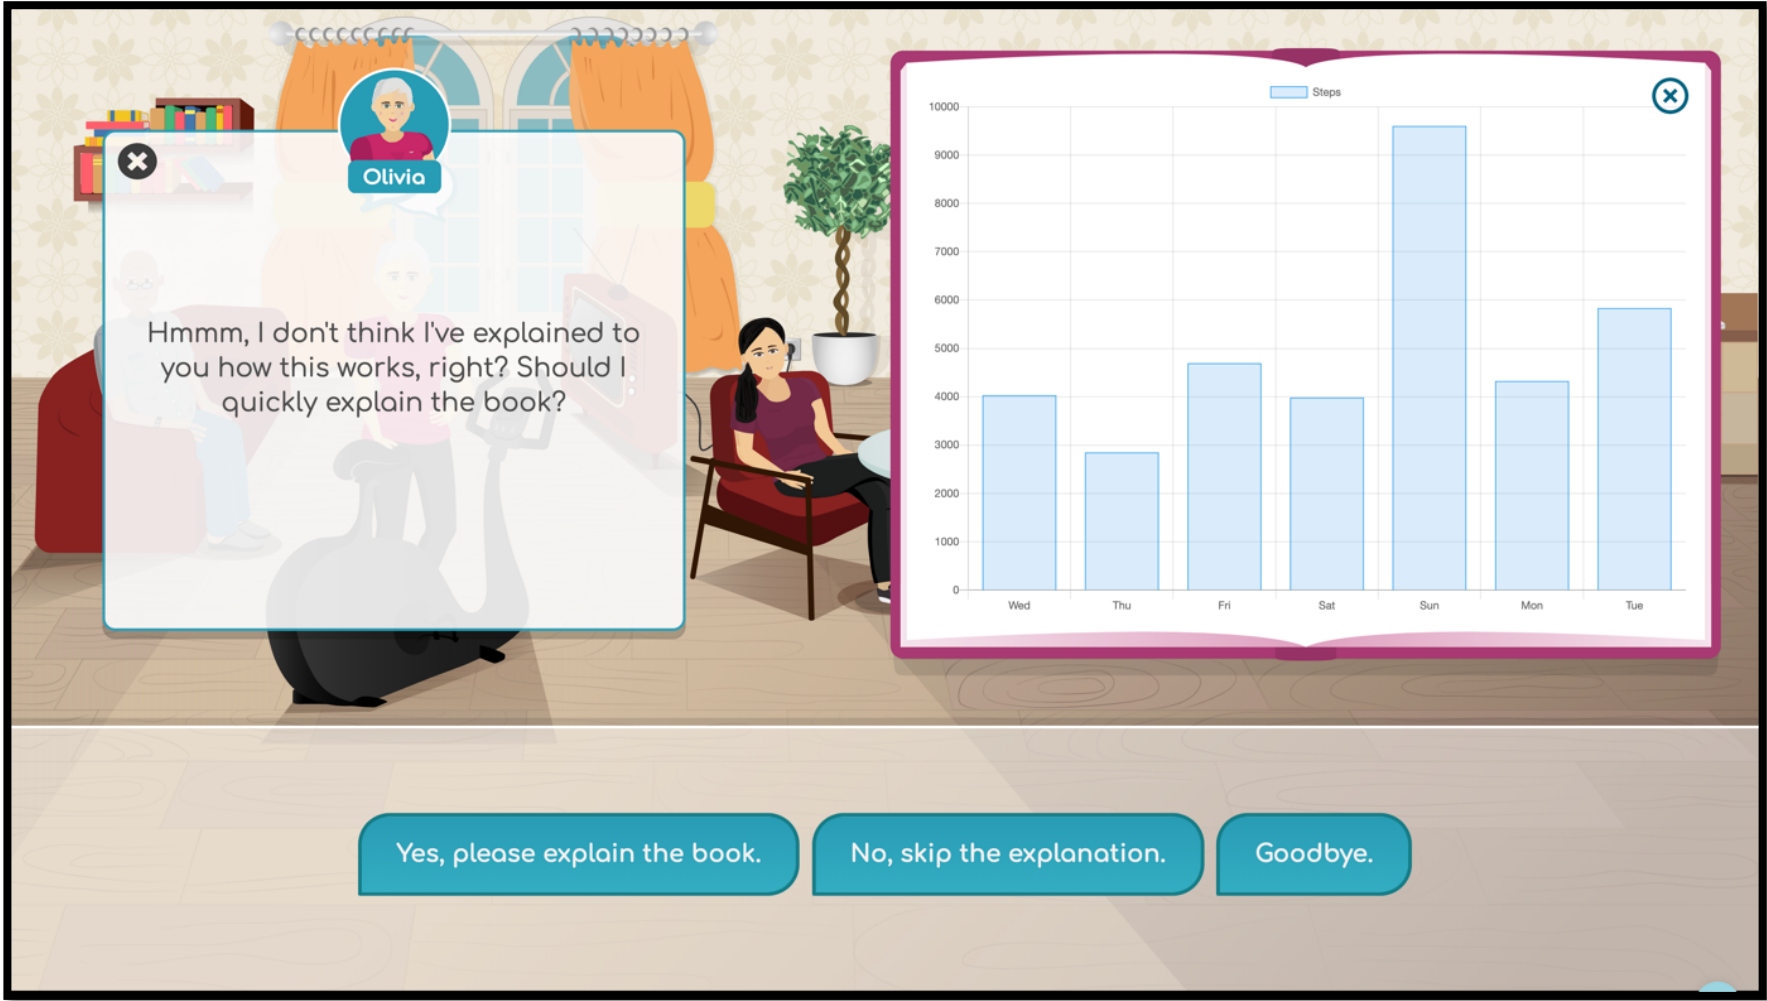 Olivia
Hmmm, I don't think I've explained to
you how this works, right? Should I
quickly explain the book?
Steps
10000
9000
8000
7000
6000
5000
4000
3000
2000
1000
0
Wed Thu Fri Sat Sun Mon Tue
Yes, please explain the book.
No, skip the explanation.
Goodbye.